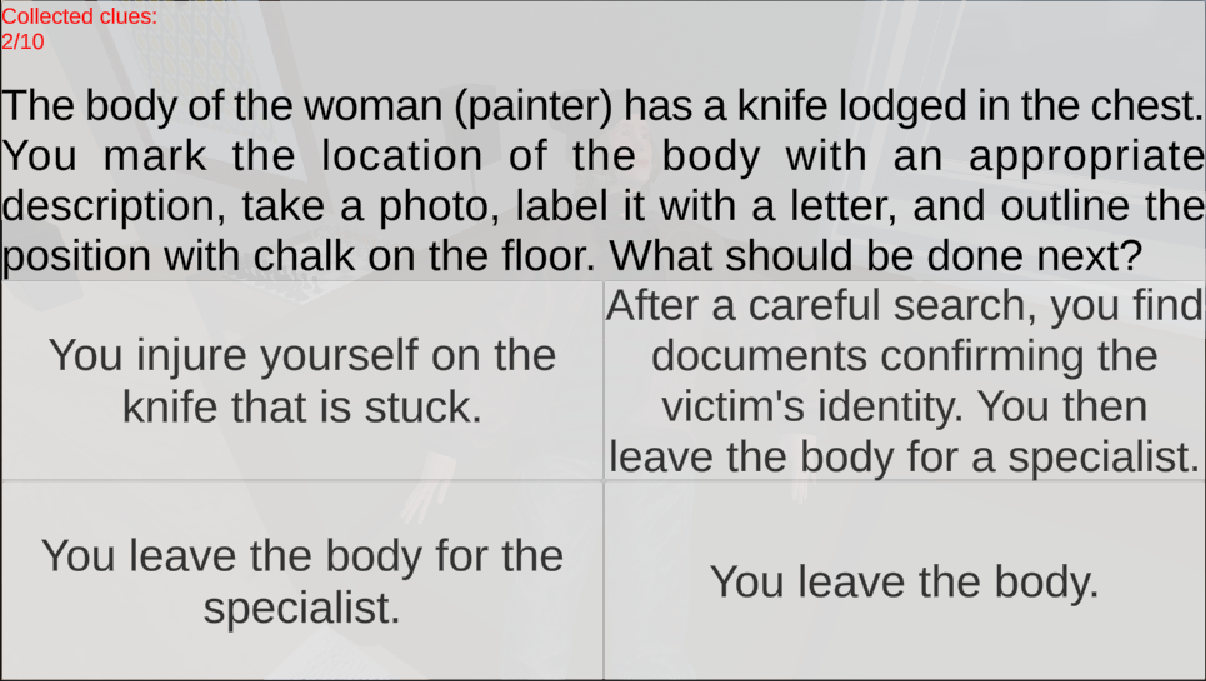 Collected clues:
2/10
The body of the woman (painter) has a knife lodged in the chest.
You mark the location of the body with an appropriate
description, take a photo, label it with a letter, and outline the
position with chalk on the floor. What should be done next?
You injure yourself on the
knife that is stuck.
After a careful search, you find
documents confirming the
victim's identity. You then
leave the body for a specialist.
You leave the body for the
specialist.
You leave the body.